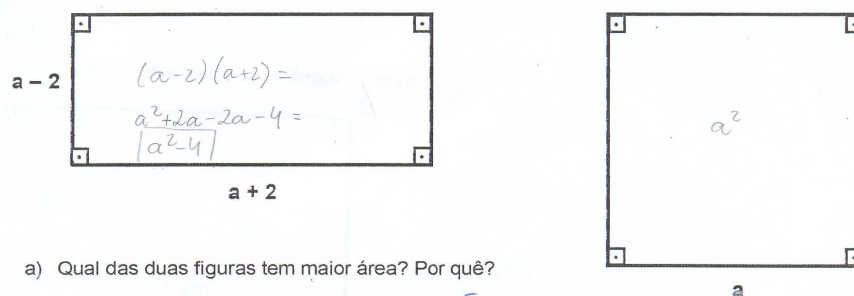 a – 2
(a-2)(a+2) =
a²+2a-2a-4 =
a²-4
a + 2
a²
a) Qual das duas figuras tem maior área? Por quê?
a